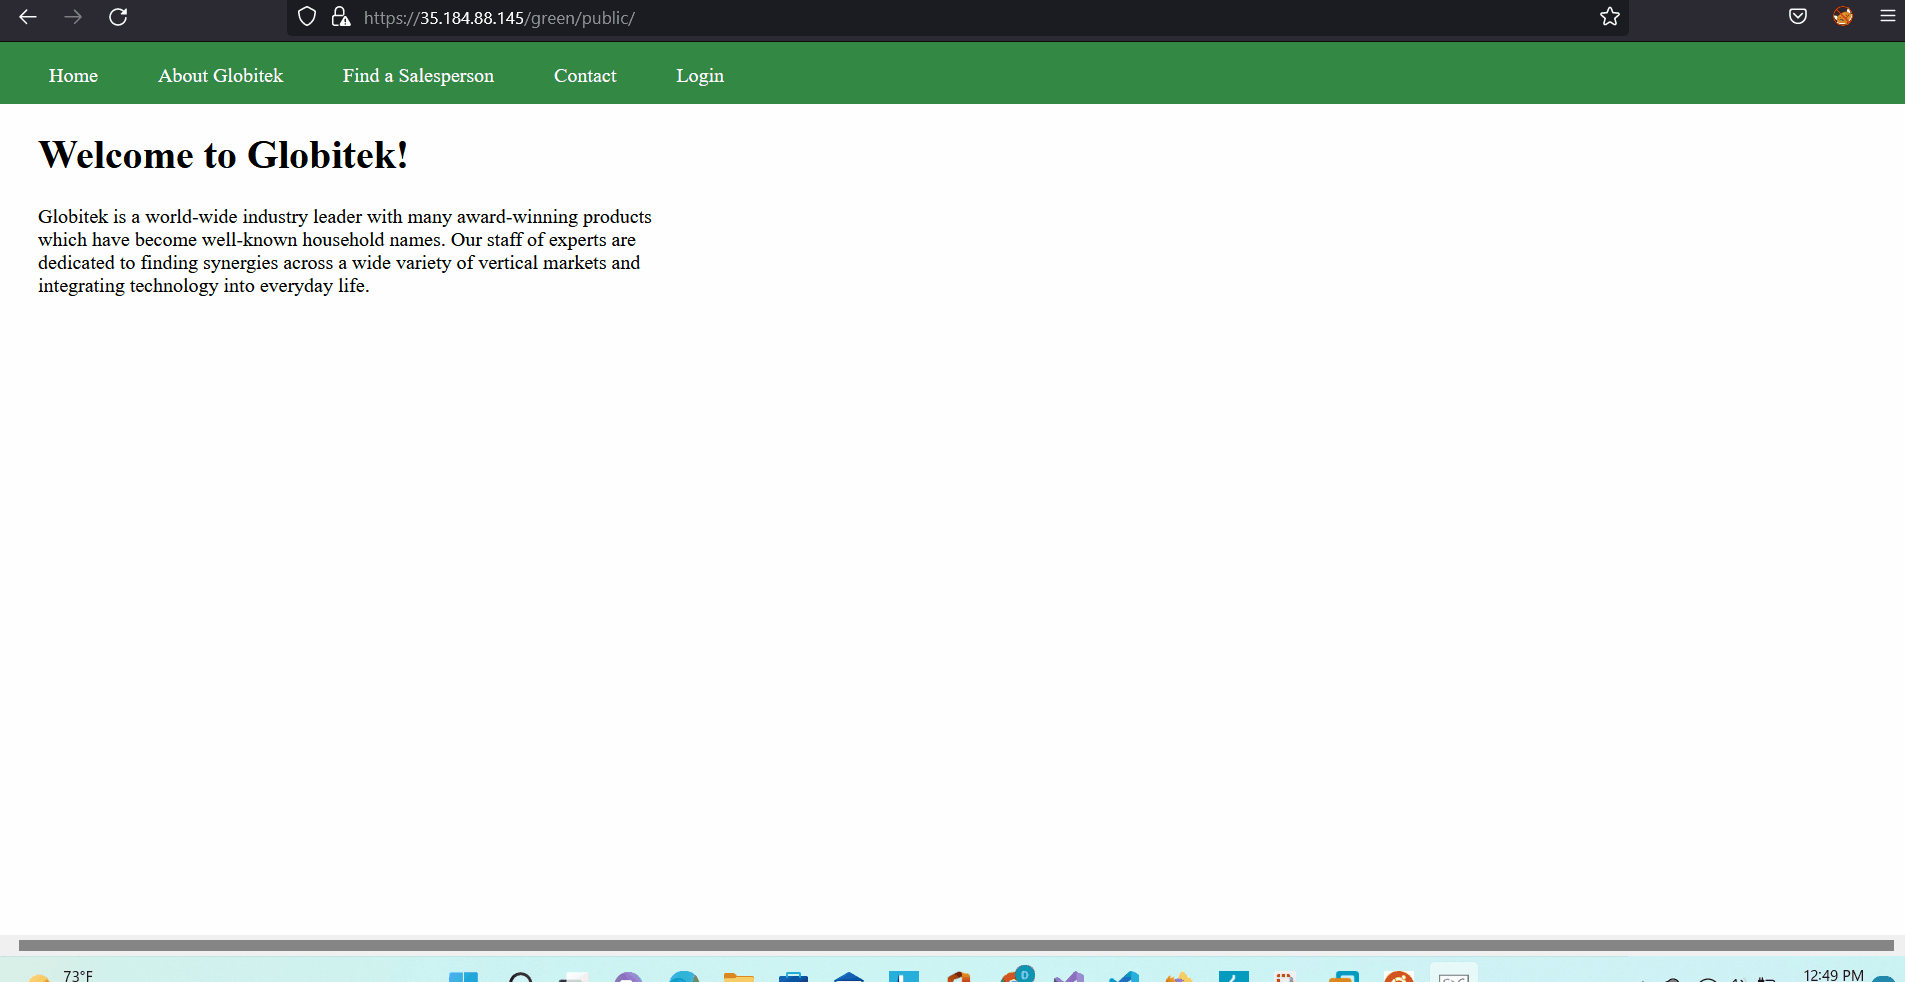 https://35.184.88.145/green/public/
Home About Globitek Find a Salesperson Contact Login
Welcome to Globitek!
Globitek is a world-wide industry leader with many award-winning products
which have become well-known household names. Our staff of experts are
dedicated to finding synergies across a wide variety of vertical markets and
integrating technology into everyday life.
73°F
D
12:49 PM